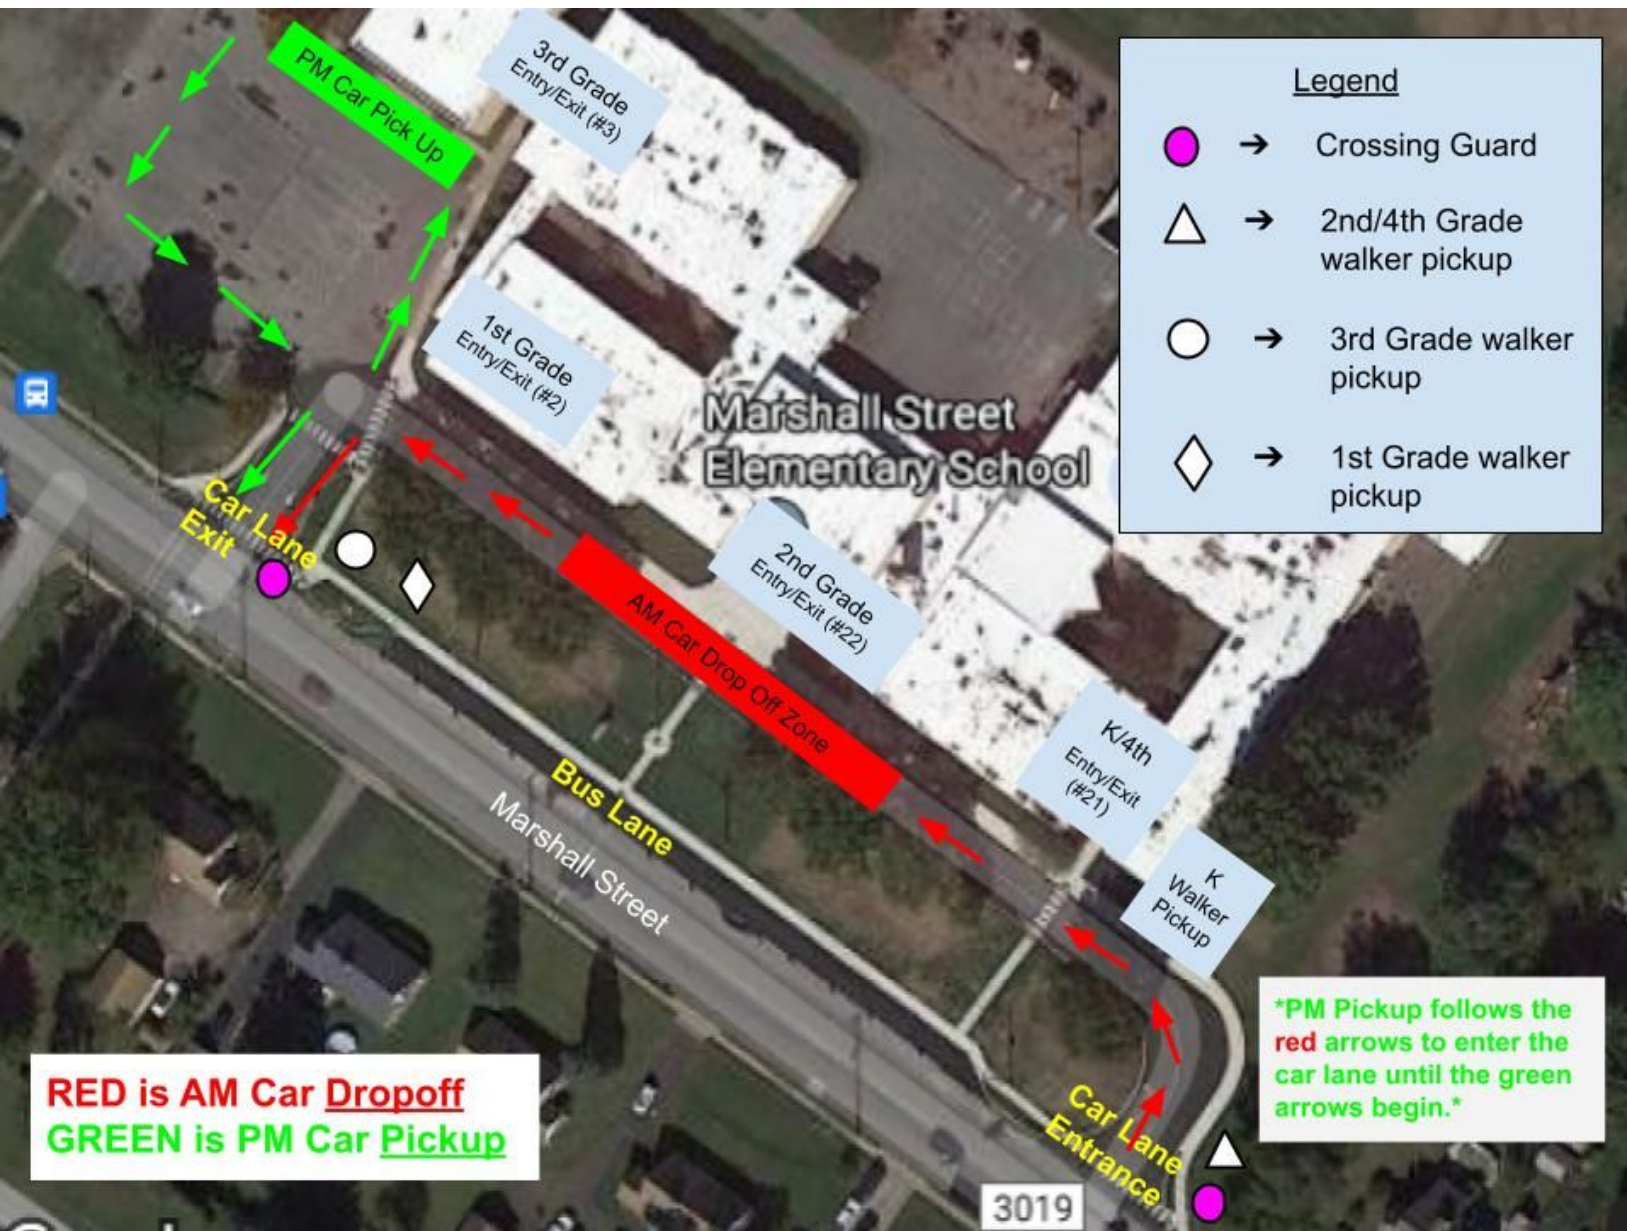 PM Car Pick Up
3rd Grade
Entry/Exit (#3)
Legend
➔ Crossing Guard
➔ 2nd/4th Grade
walker pickup
➔ 3rd Grade walker
pickup
➔ 1st Grade walker
pickup
1st Grade
Entry/Exit (#2)
Marshall Street
Elementary School
Car Lane
Exit
2nd Grade
Entry/Exit (#22)
AM Car Drop Off Zone
K/4th
Entry/Exit
(#21)
K
Walker
Pickup
Bus Lane
Marshall Street
*PM Pickup follows the
red arrows to enter the
car lane until the green
arrows begin.*
RED is AM Car Dropoff
GREEN is PM Car Pickup
Car Lane
Entrance
3019